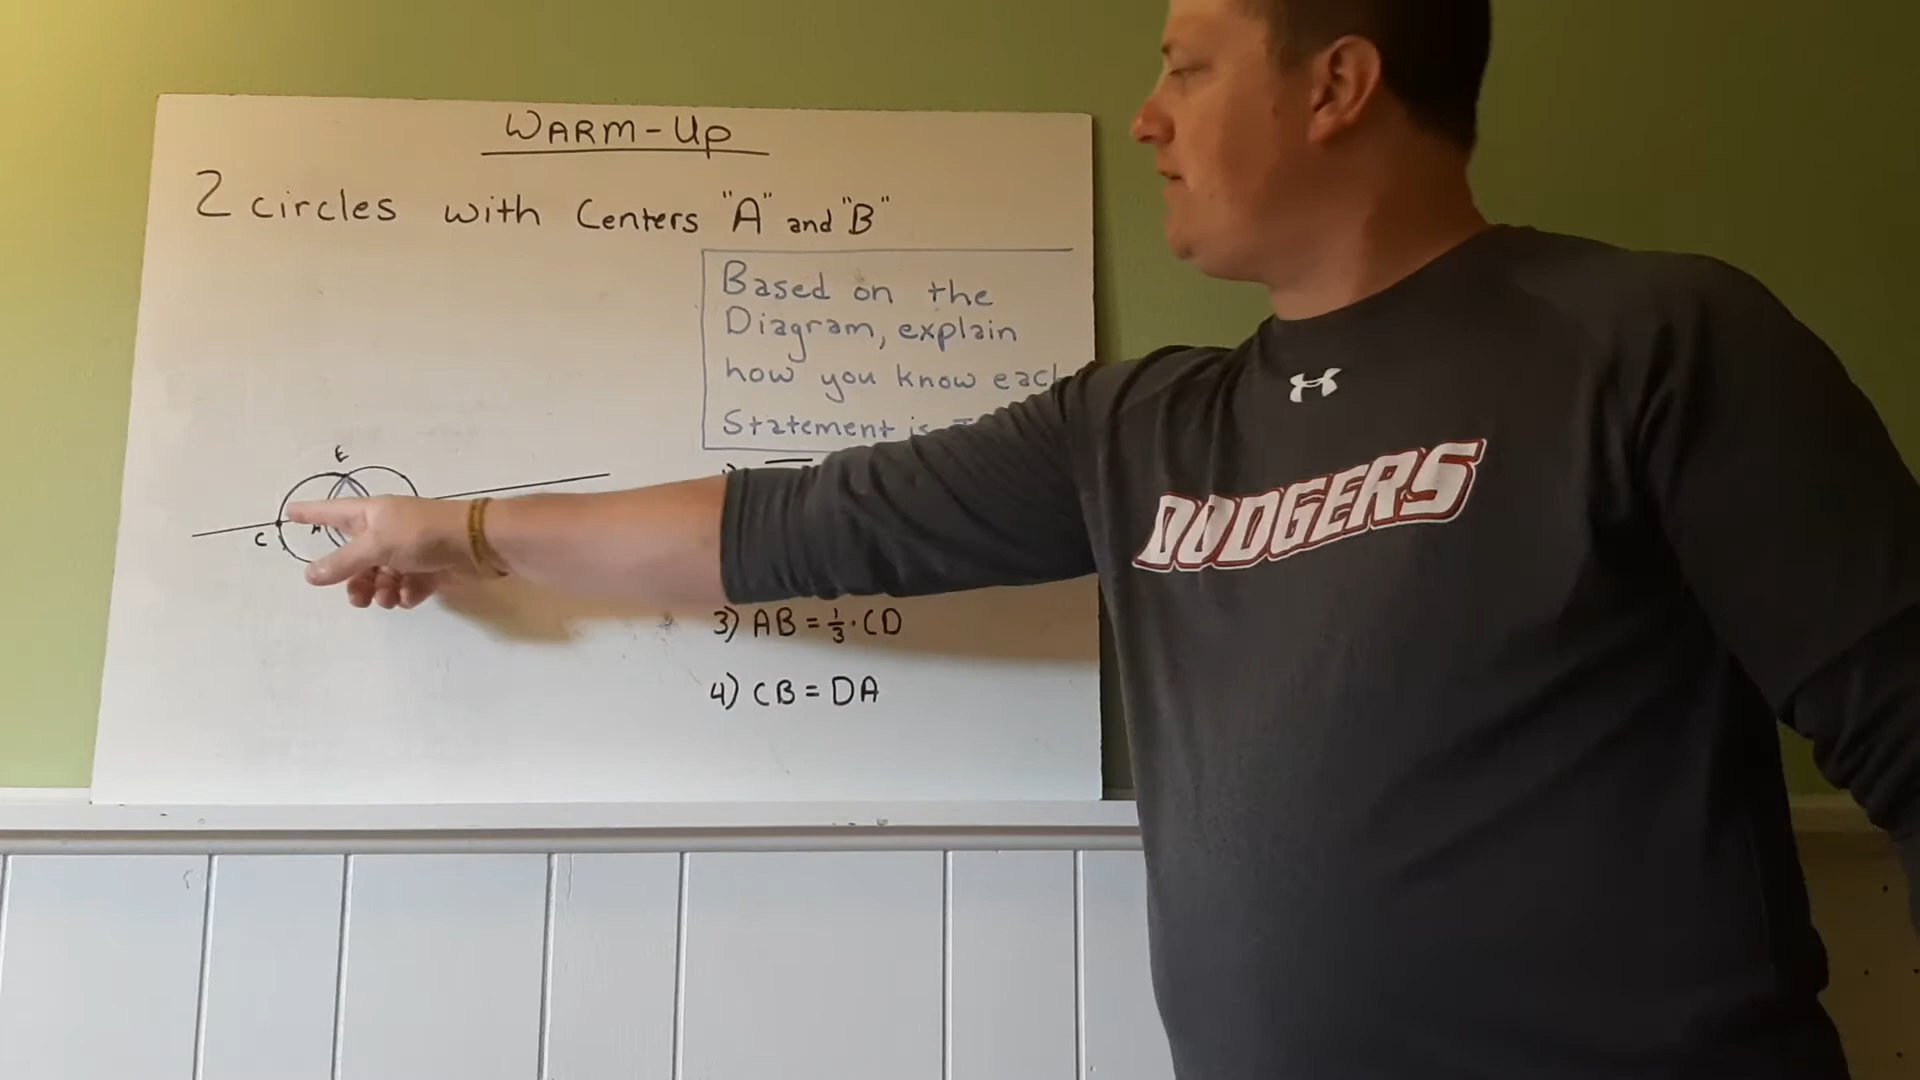 WARM-Up
2 circles with Centers "A" and "B"
Based on the
Diagram, explain
how you know each
Statement is
E
C
A
3) AB = 1/3 · CD
4) CB = DA
DODGERS